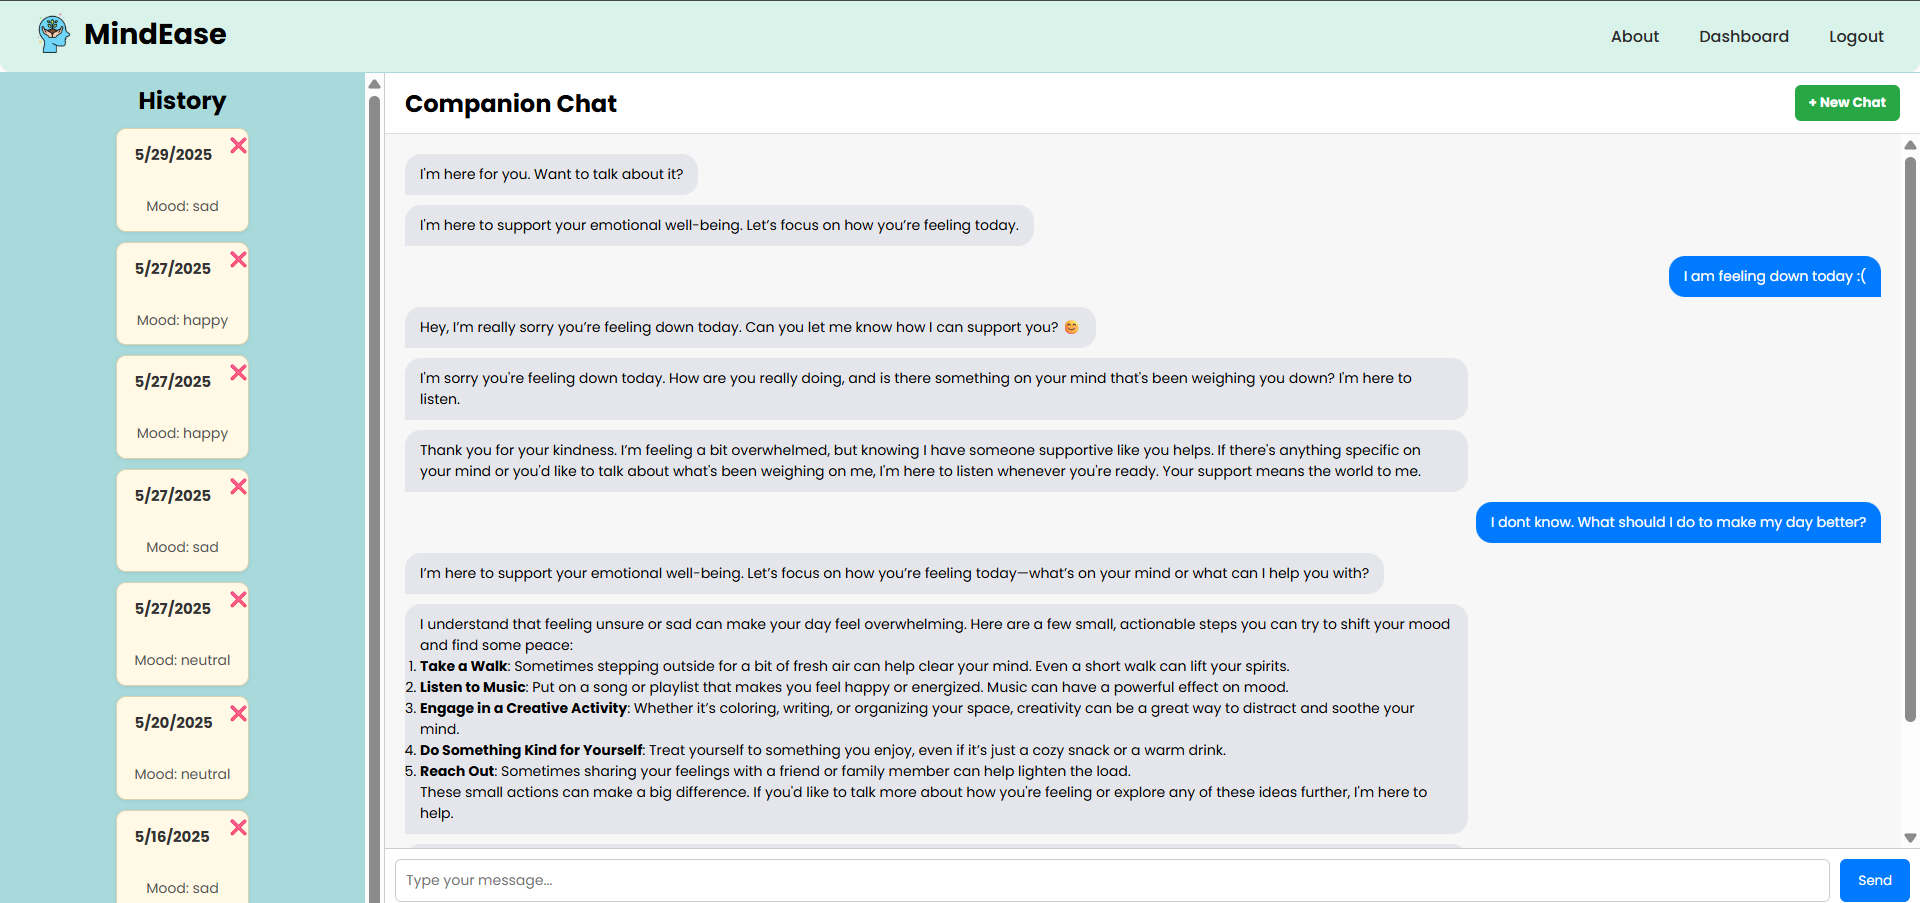 MindEase
About
Dashboard
Logout
History
5/29/2025
Mood: sad
5/27/2025
Mood: happy
5/27/2025
Mood: happy
5/27/2025
Mood: sad
5/27/2025
Mood: neutral
5/20/2025
Mood: neutral
5/16/2025
Mood: sad
Companion Chat
+ New Chat
I'm here for you. Want to talk about it?
I'm here to support your emotional well-being. Let’s focus on how you’re feeling today.
I am feeling down today :(
Hey, I’m really sorry you’re feeling down today. Can you let me know how I can support you? 😊
I'm sorry you're feeling down today. How are you really doing, and is there something on your mind that's been weighing you down? I'm here to
listen.
Thank you for your kindness. I’m feeling a bit overwhelmed, but knowing I have someone supportive like you helps. If there's anything specific on
your mind or you'd like to talk about what's been weighing on me, I'm here to listen whenever you're ready. Your support means the world to me.
I dont know. What should I do to make my day better?
I’m here to support your emotional well-being. Let’s focus on how you’re feeling today—what’s on your mind or what can I help you with?
I understand that feeling unsure or sad can make your day feel overwhelming. Here are a few small, actionable steps you can try to shift your mood
and find some peace:
1. Take a Walk: Sometimes stepping outside for a bit of fresh air can help clear your mind. Even a short walk can lift your spirits.
2. Listen to Music: Put on a song or playlist that makes you feel happy or energized. Music can have a powerful effect on mood.
3. Engage in a Creative Activity: Whether it’s coloring, writing, or organizing your space, creativity can be a great way to distract and soothe your
mind.
4. Do Something Kind for Yourself: Treat yourself to something you enjoy, even if it’s just a cozy snack or a warm drink.
5. Reach Out: Sometimes sharing your feelings with a friend or family member can help lighten the load.
These small actions can make a big difference. If you'd like to talk more about how you're feeling or explore any of these ideas further, I'm here to
help.
Type your message...
Send